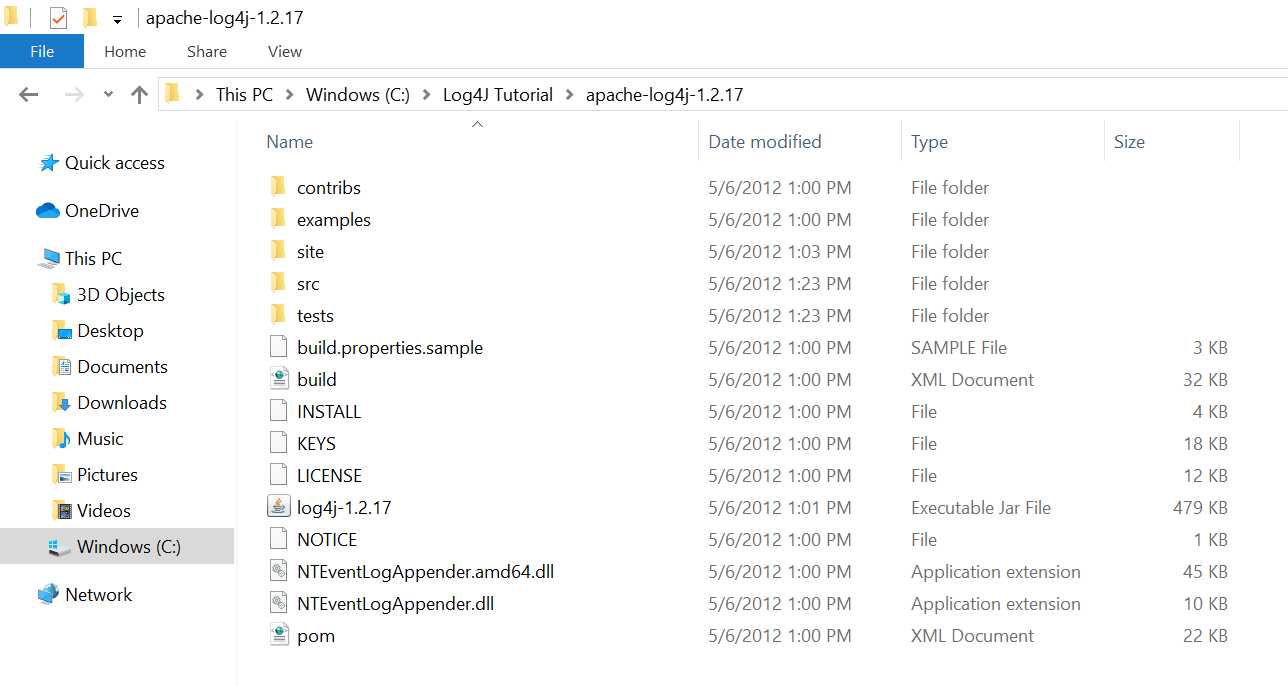 apache-log4j-1.2.17
File Home Share View
This PC Windows (C:) Log4J Tutorial apache-log4j-1.2.17
Quick access
OneDrive
This PC
3D Objects
Desktop
Documents
Downloads
Music
Pictures
Videos
Windows (C:)
Network
Name Date modified Type Size
contribs 5/6/2012 1:00 PM File folder
examples 5/6/2012 1:00 PM File folder
site 5/6/2012 1:03 PM File folder
src 5/6/2012 1:23 PM File folder
tests 5/6/2012 1:23 PM File folder
build.properties.sample 5/6/2012 1:00 PM SAMPLE File 3 KB
build 5/6/2012 1:00 PM XML Document 32 KB
INSTALL 5/6/2012 1:00 PM File 4 KB
KEYS 5/6/2012 1:00 PM File 18 KB
LICENSE 5/6/2012 1:00 PM File 12 KB
log4j-1.2.17 5/6/2012 1:01 PM Executable Jar File 479 KB
NOTICE 5/6/2012 1:00 PM File 1 KB
NTEventLogAppender.amd64.dll 5/6/2012 1:00 PM Application extension 45 KB
NTEventLogAppender.dll 5/6/2012 1:00 PM Application extension 10 KB
pom 5/6/2012 1:00 PM XML Document 22 KB